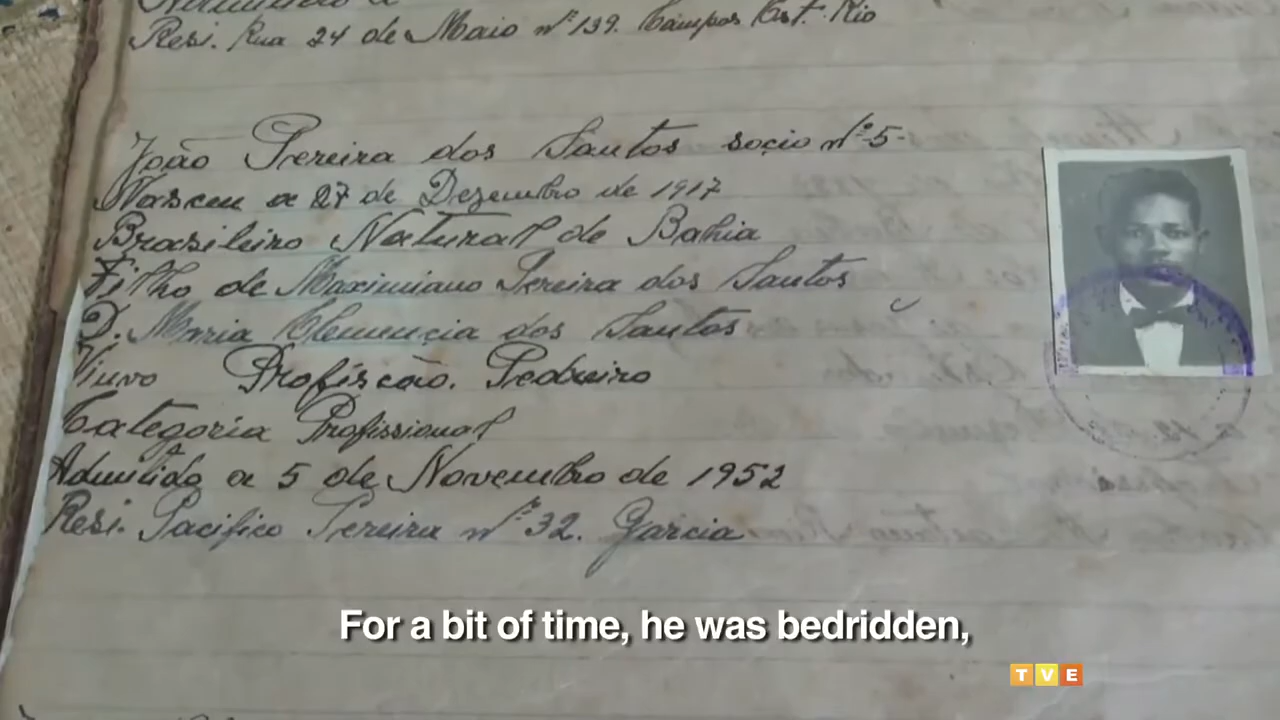 Resi. Rua 24 de Maio nº 139. Campos Est. Rio
João Pereira dos Santos socio nº 5-
Nasceu a 27 de Dezembro de 1917
Brasileiro Natural de Bahia
Filho de Maximiano Pereira dos Santos
D. Maria Clemencia dos Santos
Viuvo Profiscão. Pedreiro
Categoria Profissional
Admitido a 5 de Novembro de 1952
Resi. Pacifico Pereira nº 32. Garcia
For a bit of time, he was bedridden,
TVE